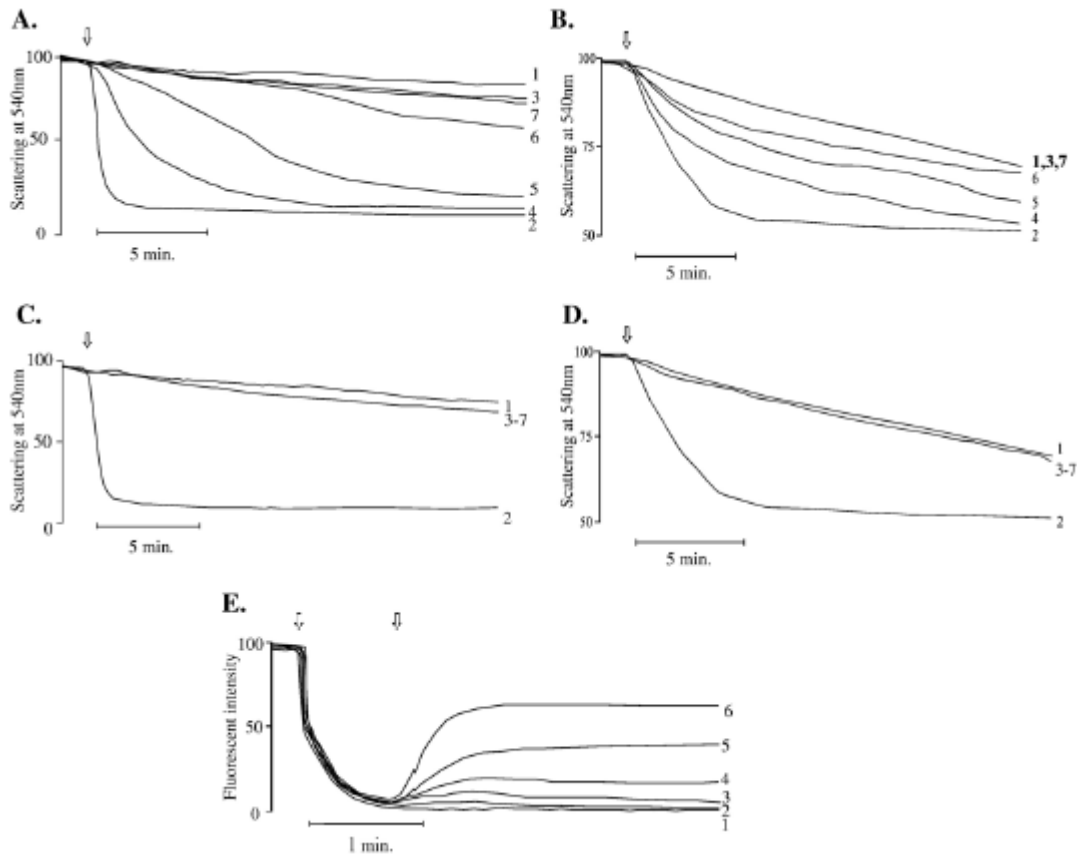 A.
Scattering at 540nm
100
50
0
5 min.
1
3
7
6
5
4
2
B.
Scattering at 540nm
100
75
50
5 min.
1,3,7
6
5
4
2
C.
Scattering at 540nm
100
50
0
5 min.
1
3-7
2
D.
Scattering at 540nm
100
75
50
5 min.
1
3-7
2
E.
Fluorescent intensity
100
50
0
1 min.
6
5
4
3
2
1